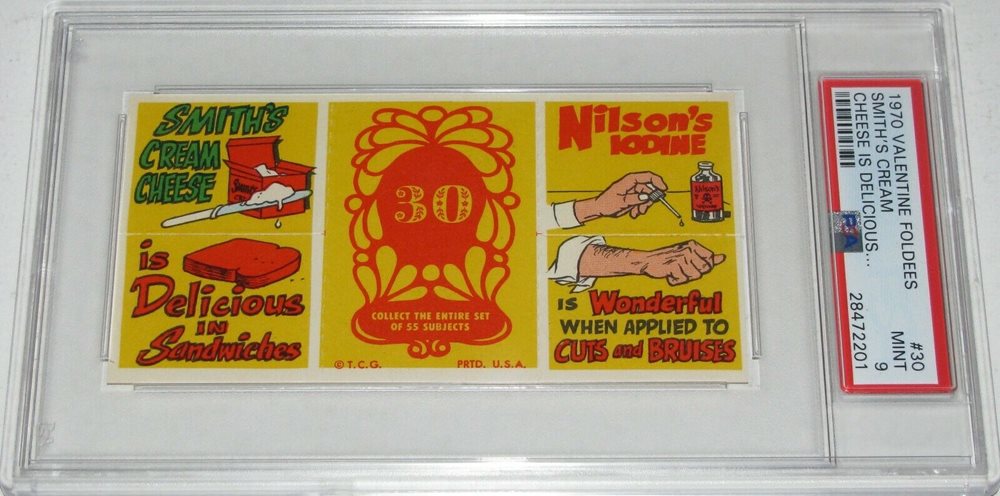 SMITH'S
CREAM
CHEESE
is
Delicious
IN
Sandwiches
30
COLLECT THE ENTIRE SET
OF 55 SUBJECTS
© T.C.G.
PRTD. U.S.A.
Nilson's
IODINE
Nilson's
IS Wonderful
WHEN APPLIED TO
CUTS and BRUISES
1970 VALENTINE FOLDEES
SMITH'S CREAM
CHEESE IS DELICIOUS...
#30
MINT
9
28472201
PSA